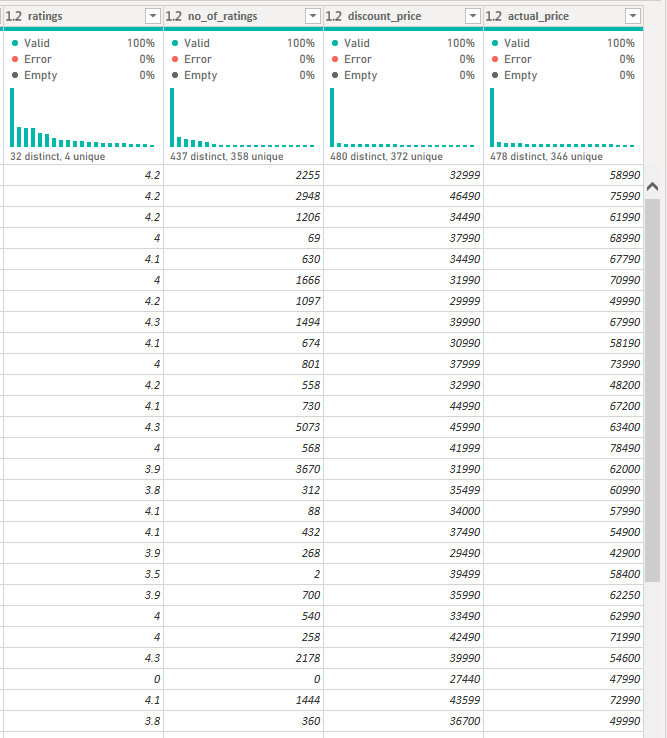 1.2 ratings 1.2 no_of_ratings 1.2 discount_price 1.2 actual_price
Valid 100% Valid 100% Valid 100% Valid 100%
Error 0% Error 0% Error 0% Error 0%
Empty 0% Empty 0% Empty 0% Empty 0%
32 distinct, 4 unique 437 distinct, 358 unique 480 distinct, 372 unique 478 distinct, 346 unique
4.2 2255 32999 58990
4.2 2948 46490 75990
4.2 1206 34490 61990
4 69 37990 68990
4.1 630 34490 67790
4 1666 31990 70990
4.2 1097 29999 49990
4.3 1494 39990 67990
4.1 674 30990 58190
4 801 37999 73990
4.2 558 32990 48200
4.1 730 44990 67200
4.3 5073 45990 63400
4 568 41999 78490
3.9 3670 31990 62000
3.8 312 35499 60990
4.1 88 34000 57990
4.1 432 37490 54900
3.9 268 29490 42900
3.5 2 39499 58400
3.9 700 35990 62250
4 540 33490 62990
4 258 42490 71990
4.3 2178 39990 54600
0 0 27440 47990
4.1 1444 43599 72990
3.8 360 36700 49990